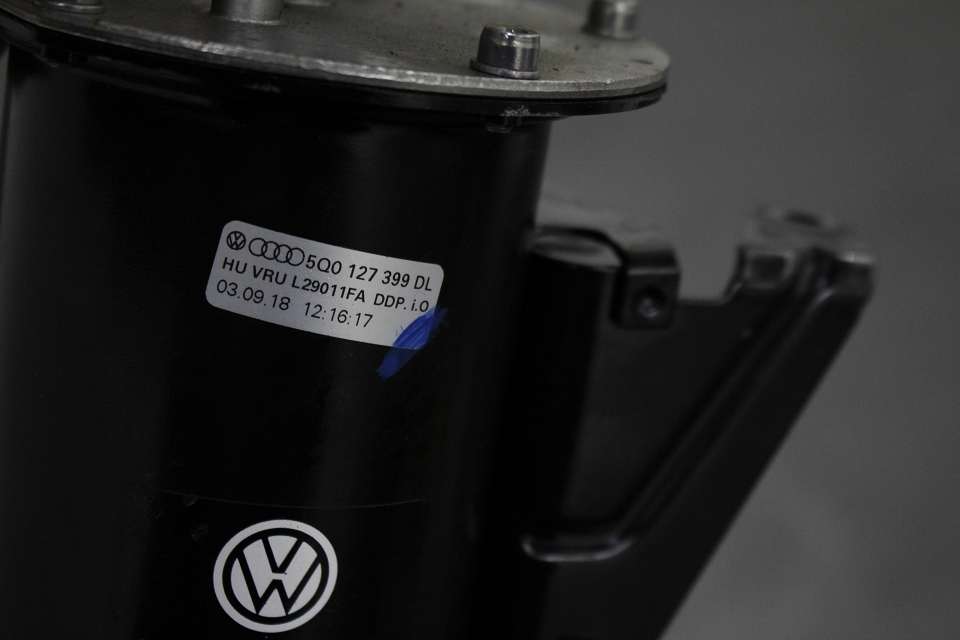 5Q0 127 399 DL
HU VRU L29011FA DDP. i.O
03.09.18 12:16:17